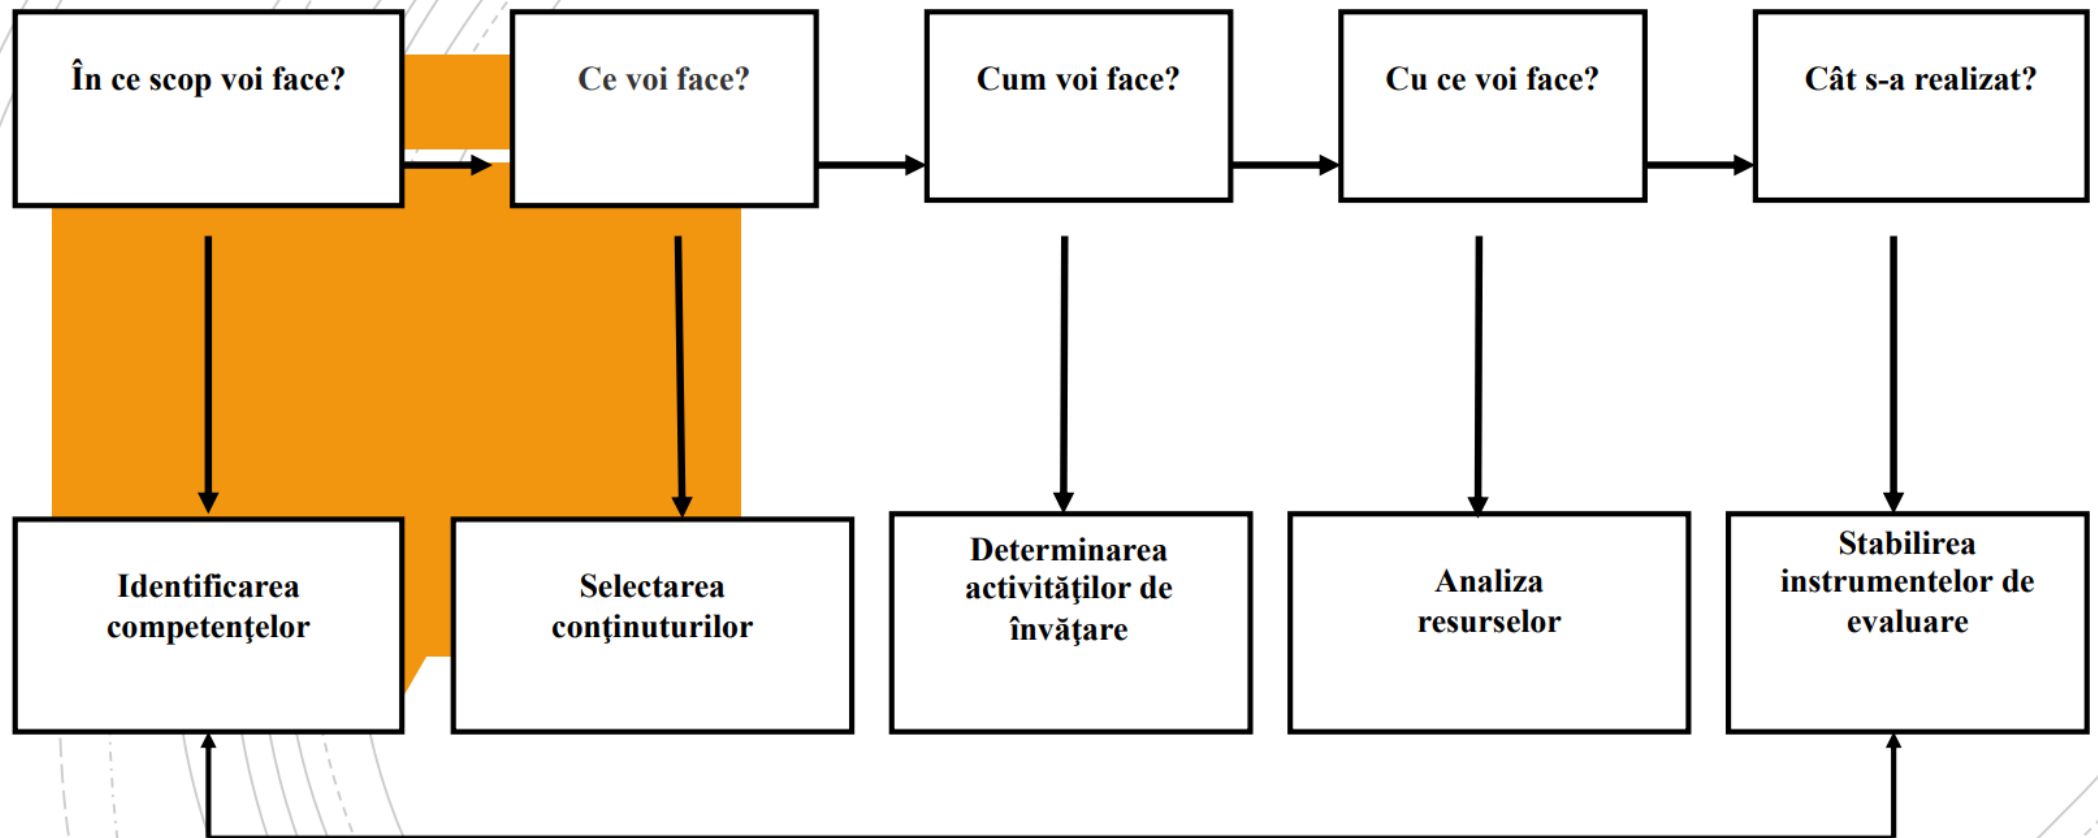 În ce scop voi face?
Ce voi face?
Cum voi face?
Cu ce voi face?
Cât s-a realizat?
Identificarea
competenţelor
Selectarea
conţinuturilor
Determinarea
activităţilor de
învăţare
Analiza
resurselor
Stabilirea
instrumentelor de
evaluare